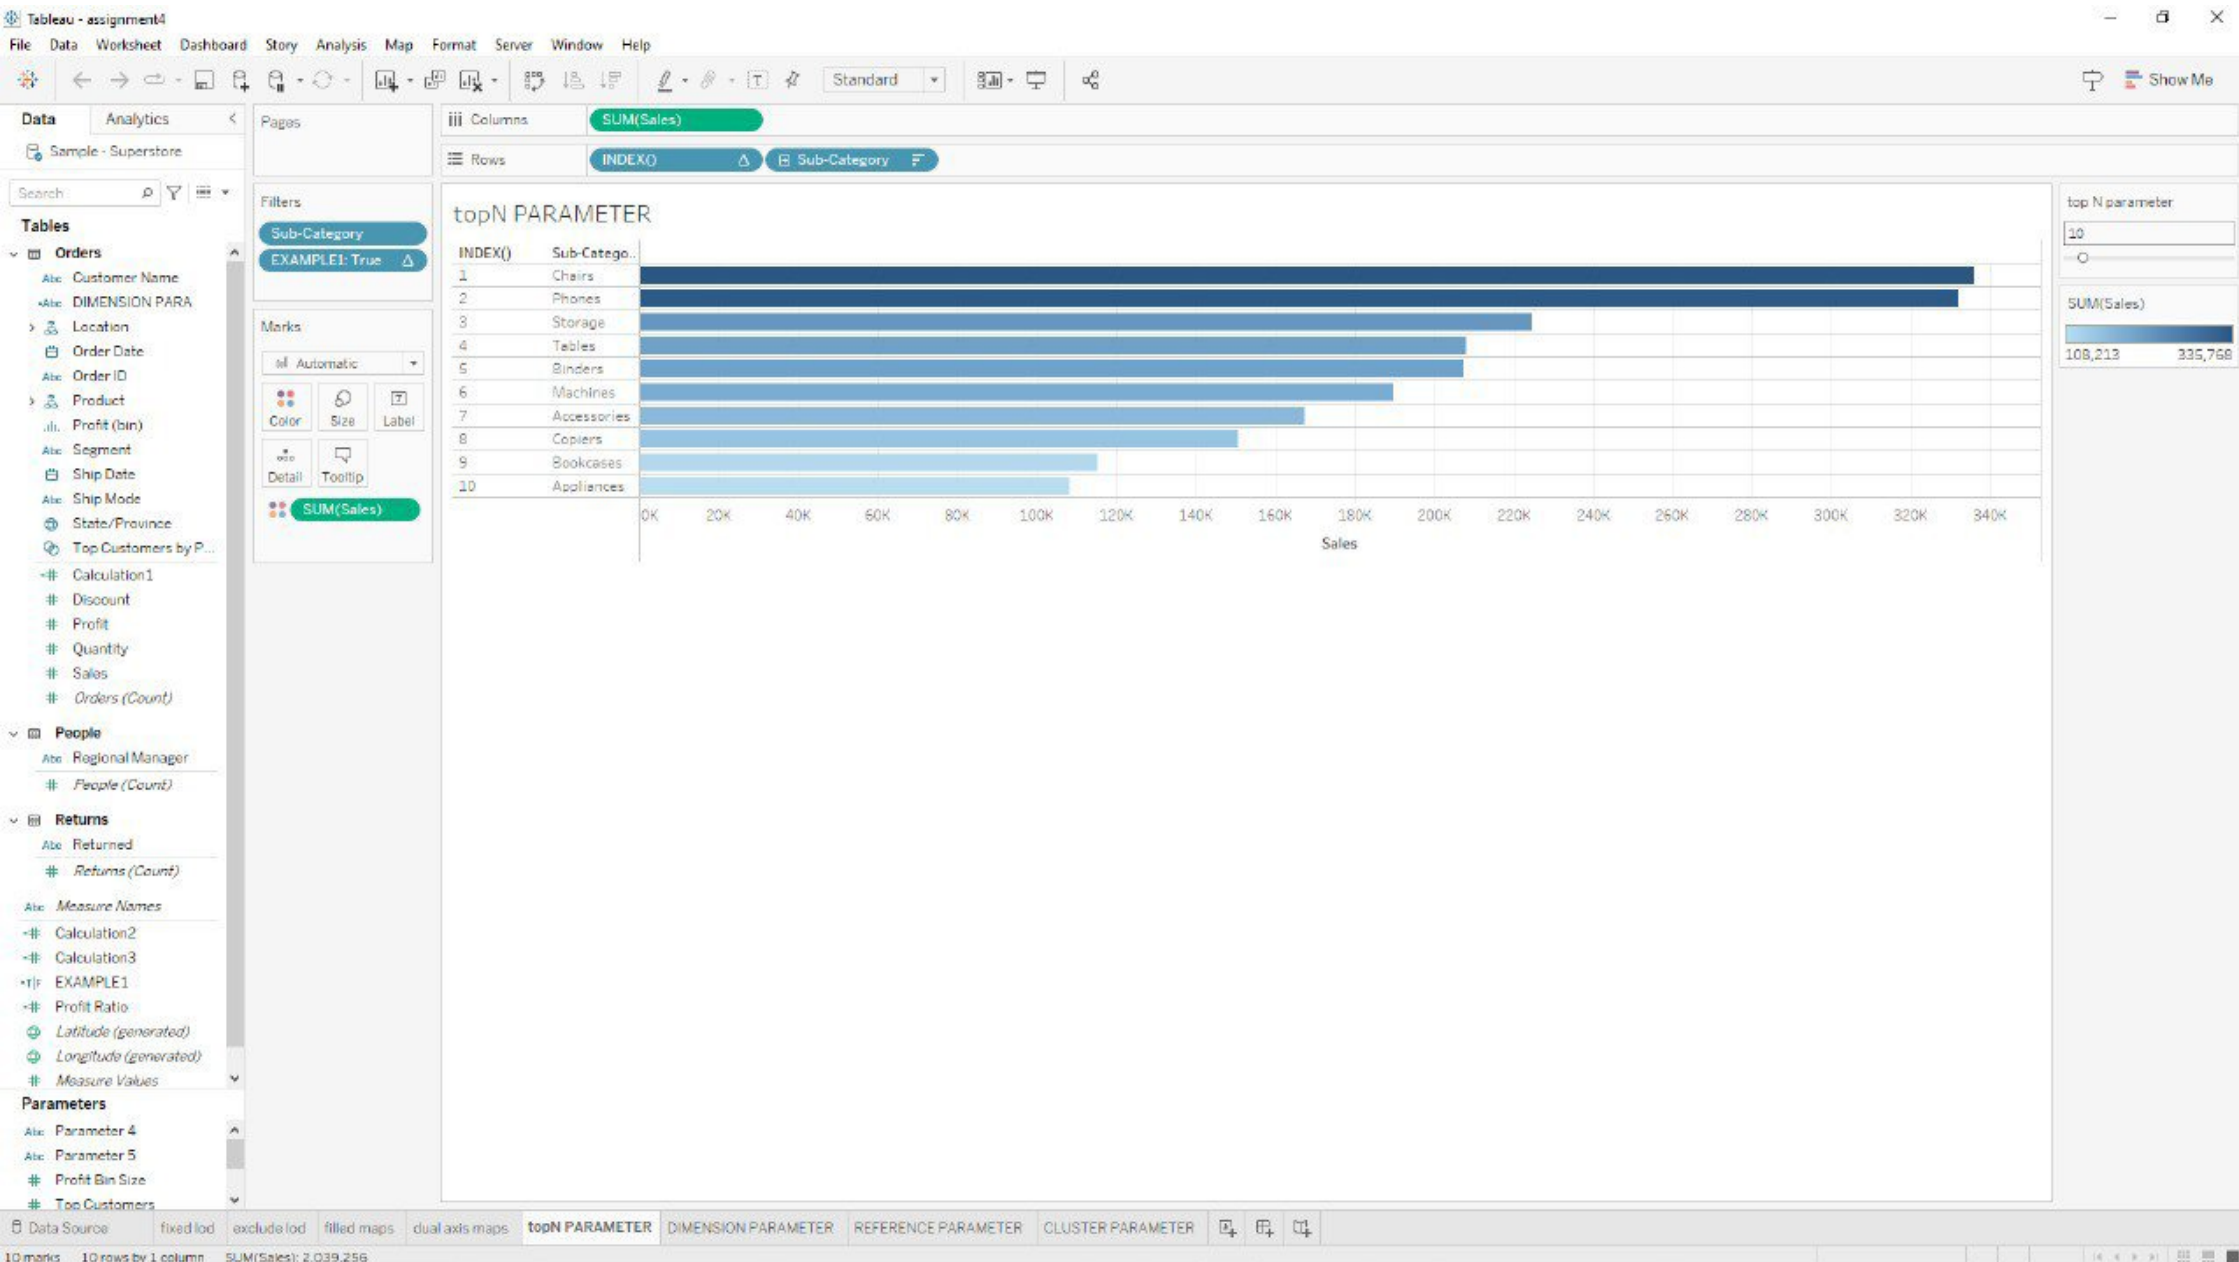 Tableau - assignment4
File Data Worksheet Dashboard Story Analysis Map Format Server Window Help
Standard
Show Me
Data Analytics
Sample - Superstore
Search
Tables
Orders
Abc Customer Name
Abc DIMENSION PARA
Location
Order Date
Abc Order ID
Product
Profit (bin)
Abc Segment
Ship Date
Abc Ship Mode
State/Province
Top Customers by P...
# Calculation1
# Discount
# Profit
# Quantity
# Sales
# Orders (Count)
People
Abc Regional Manager
# People (Count)
Returns
Abc Returned
# Returns (Count)
Abc Measure Names
# Calculation2
# Calculation3
T|F EXAMPLE1
# Profit Ratio
Latitude (generated)
Longitude (generated)
# Measure Values
Parameters
Abc Parameter 4
Abc Parameter 5
# Profit Bin Size
# Top Customers
Pages
Filters
Sub-Category
EXAMPLE1: True
Marks
Automatic
Color Size Label
Detail Tooltip
SUM(Sales)
Columns SUM(Sales)
Rows INDEX() Sub-Category
topN PARAMETER
INDEX() Sub-Catego..
1 Chairs
2 Phones
3 Storage
4 Tables
5 Binders
6 Machines
7 Accessories
8 Copiers
9 Bookcases
10 Appliances
0K 20K 40K 60K 80K 100K 120K 140K 160K 180K 200K 220K 240K 260K 280K 300K 320K 340K
Sales
top N parameter
10
SUM(Sales)
108,213 335,768
Data Source fixed lod exclude lod filled maps dual axis maps topN PARAMETER DIMENSION PARAMETER REFERENCE PARAMETER CLUSTER PARAMETER
10 marks 10 rows by 1 column SUM(Sales): 2,039,256